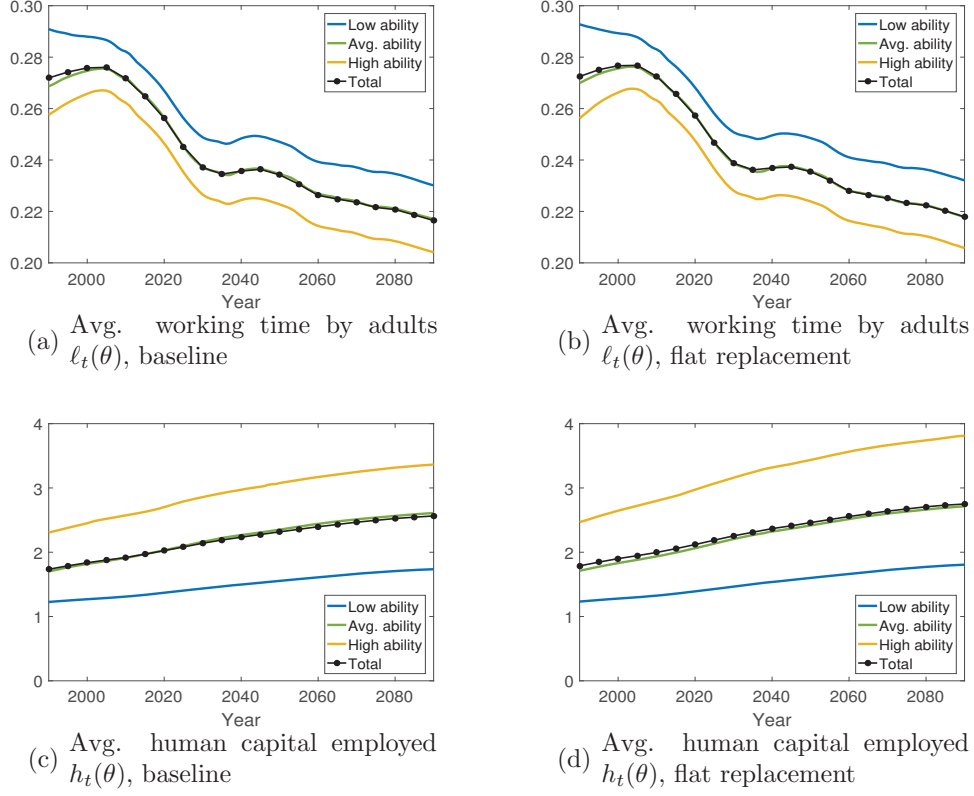 0.30
0.28
0.26
0.24
0.22
0.20
Low ability
Avg. ability
High ability
Total
2000 2020 2040 2060 2080
Year
(a) Avg. working time by adults
ℓt(θ), baseline
0.30
0.28
0.26
0.24
0.22
0.20
Low ability
Avg. ability
High ability
Total
2000 2020 2040 2060 2080
Year
(b) Avg. working time by adults
ℓt(θ), flat replacement
4
3
2
1
0
Low ability
Avg. ability
High ability
Total
2000 2020 2040 2060 2080
Year
(c) Avg. human capital employed
ht(θ), baseline
4
3
2
1
0
Low ability
Avg. ability
High ability
Total
2000 2020 2040 2060 2080
Year
(d) Avg. human capital employed
ht(θ), flat replacement